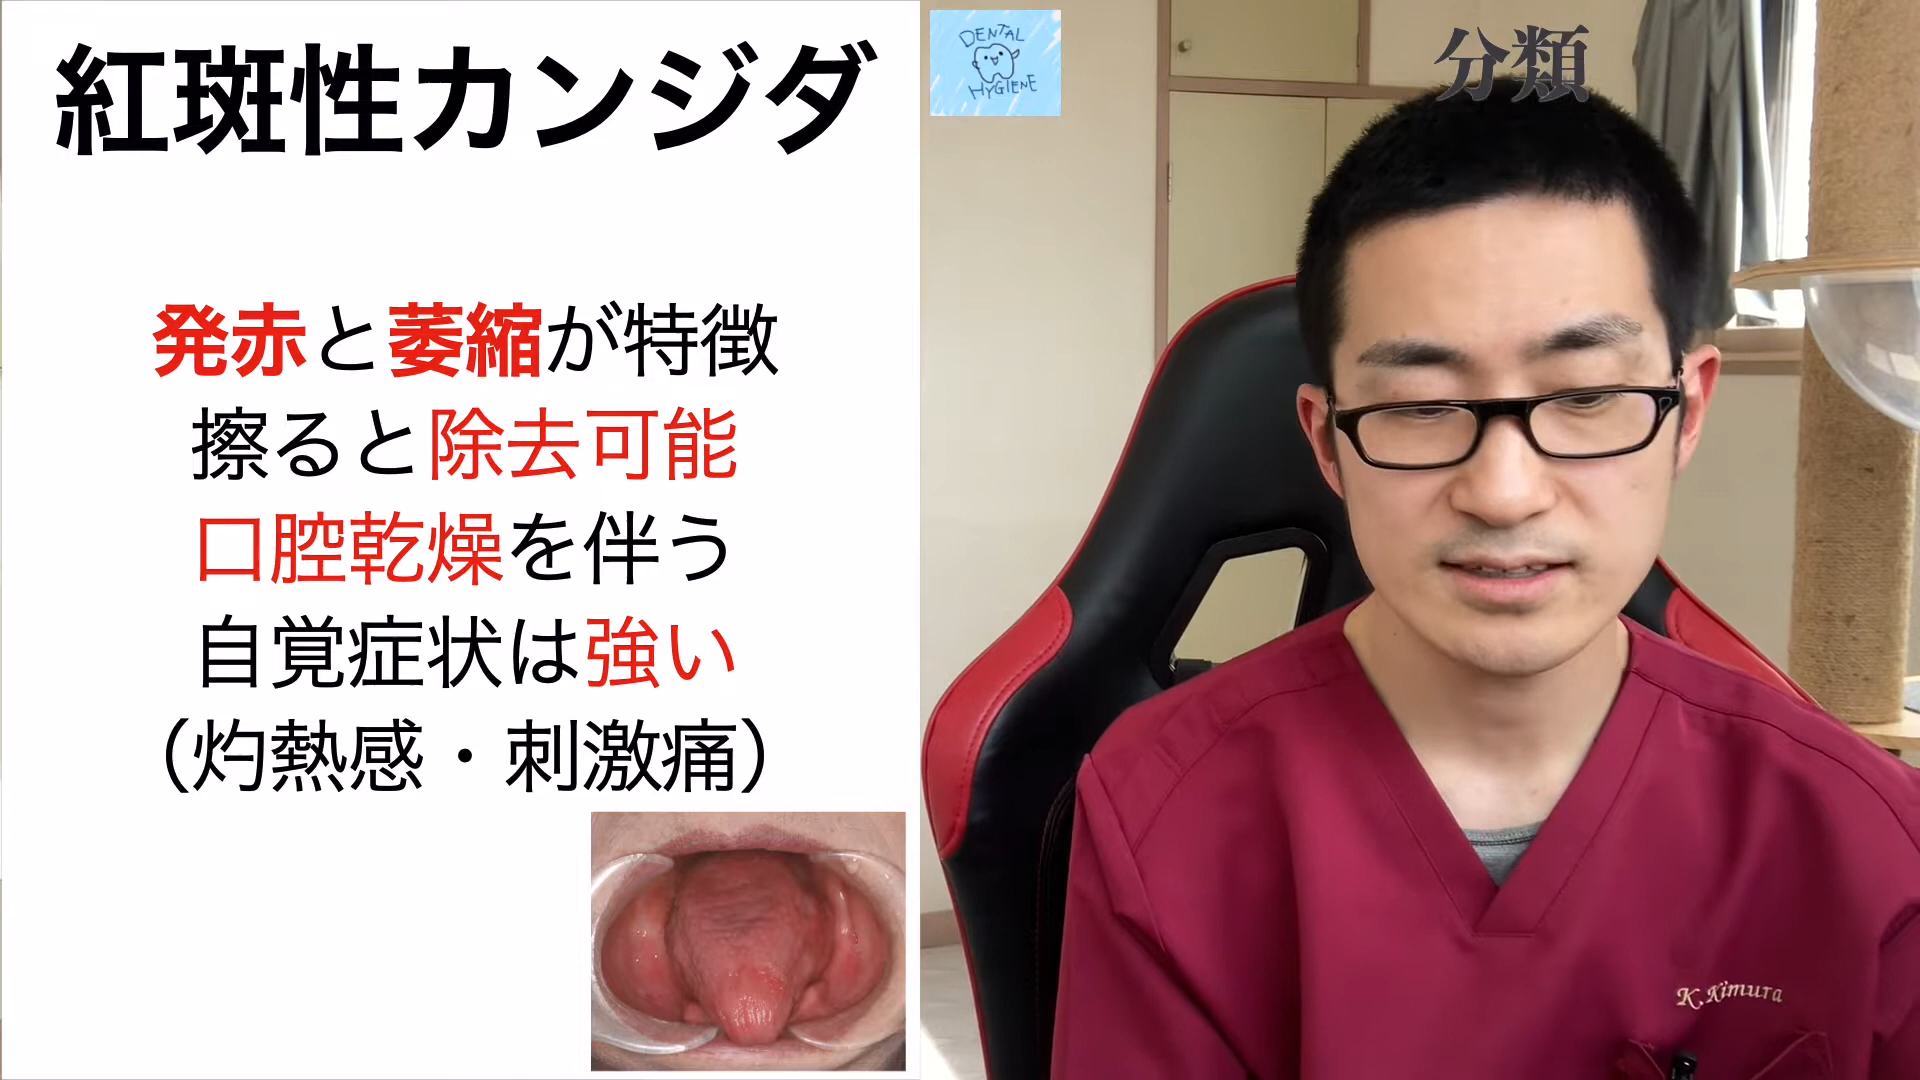 紅斑性カンジダ
発赤と萎縮が特徴
擦ると除去可能
口腔乾燥を伴う
自覚症状は強い
（灼熱感・刺激痛）
DENTAL
HYGIENE
分類
K.Kimura